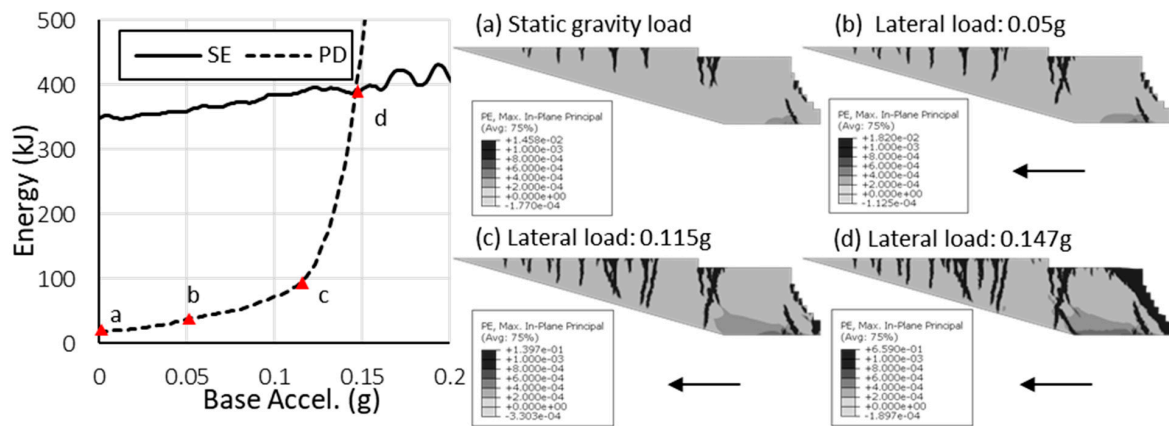 500
400
300
200
100
0
Energy (kJ)
SE
PD
a
b
c
d
0
0.05
0.1
0.15
0.2
Base Accel. (g)
(a) Static gravity load
PE, Max. In-Plane Principal
(Avg: 75%)
+1.458e-02
+1.000e-03
+8.000e-04
+6.000e-04
+4.000e-04
+2.000e-04
+0.000e+00
-1.770e-04
(b) Lateral load: 0.05g
PE, Max. In-Plane Principal
(Avg: 75%)
+1.820e-02
+1.000e-03
+8.000e-04
+6.000e-04
+4.000e-04
+2.000e-04
+0.000e+00
-1.125e-04
(c) Lateral load: 0.115g
PE, Max. In-Plane Principal
(Avg: 75%)
+1.397e-01
+1.000e-03
+8.000e-04
+6.000e-04
+4.000e-04
+2.000e-04
+0.000e+00
-3.303e-04
(d) Lateral load: 0.147g
PE, Max. In-Plane Principal
(Avg: 75%)
+6.590e-01
+1.000e-03
+8.000e-04
+6.000e-04
+4.000e-04
+2.000e-04
+0.000e+00
-1.897e-04